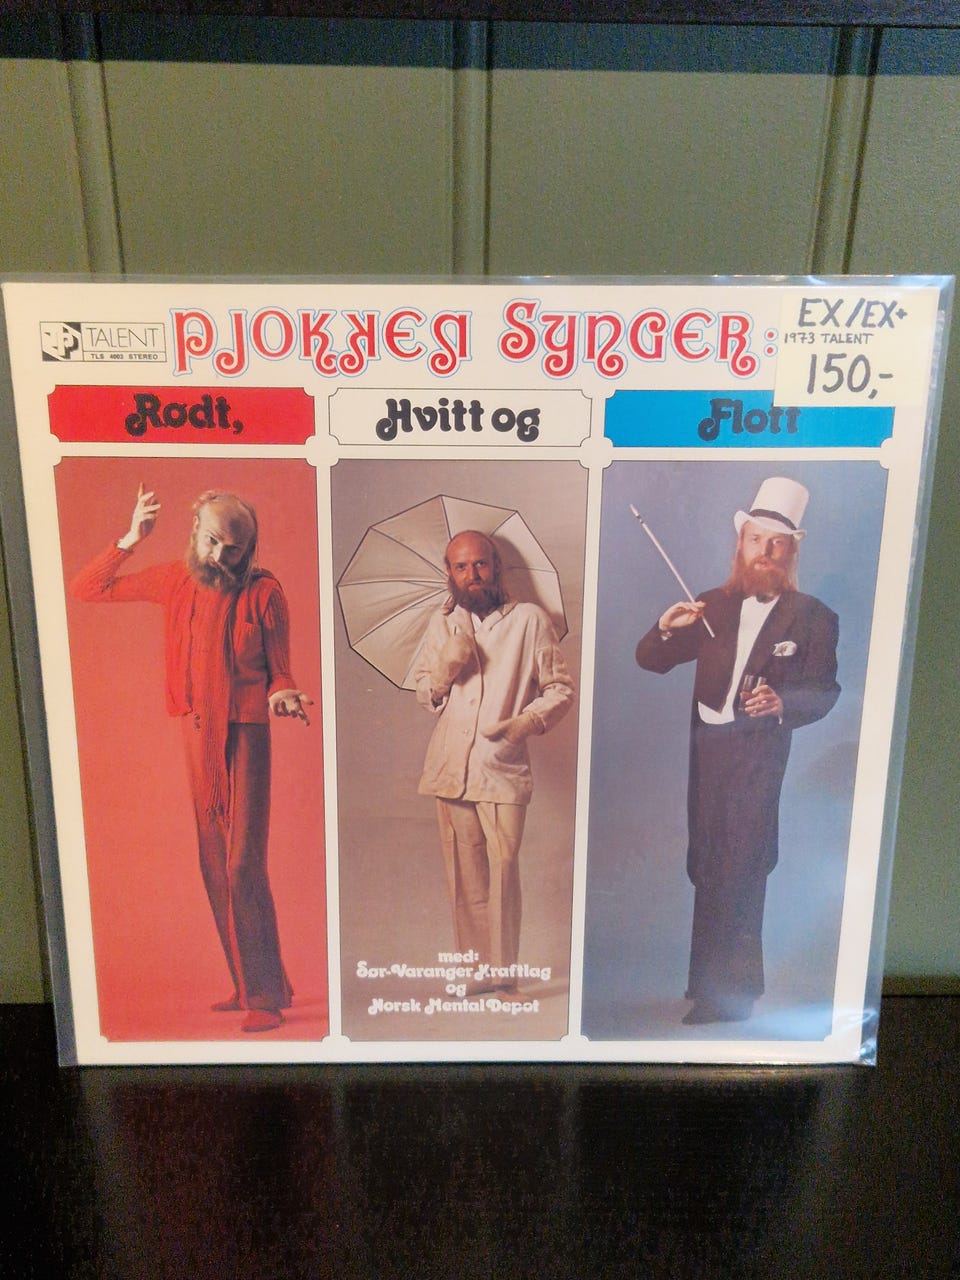 PJOKKEN SYNGER:
TALENT
TLS 4003 STEREO
EX/EX+
1973 TALENT
150,-
Rødt,
Hvitt og
Flott
med:
Sør-Varanger Kraftlag
og
Norsk Mental Depot